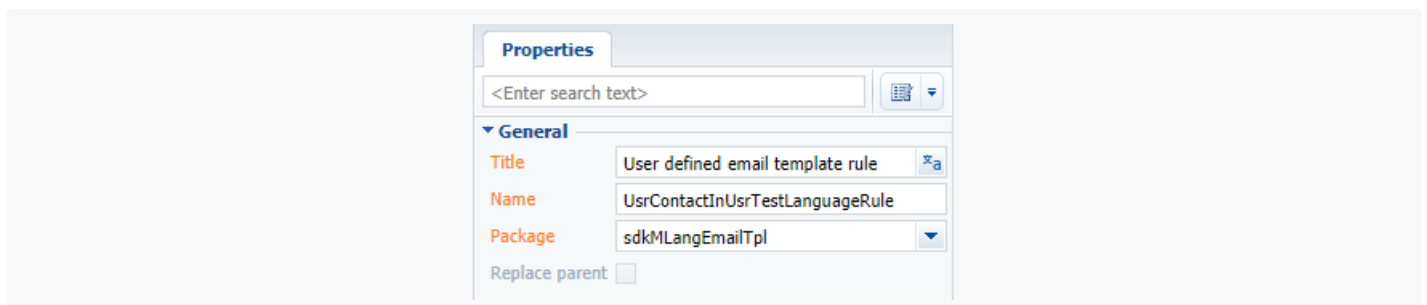 Properties
<Enter search text>
General
Title User defined email template rule
Name UsrContactInUsrTestLanguageRule
Package sdkMLangEmailTpl
Replace parent